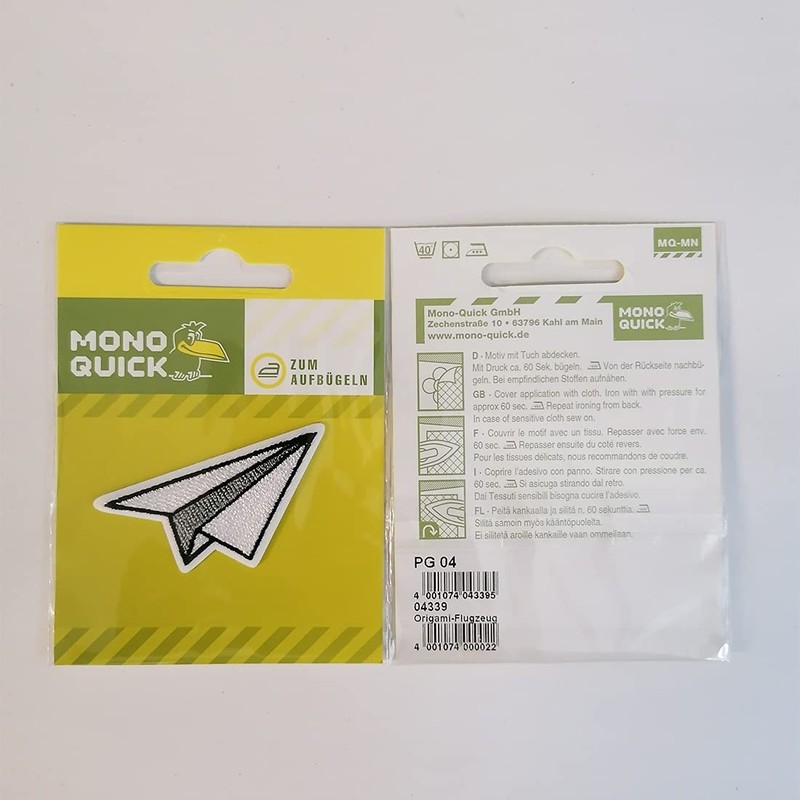 MONO
QUICK
ZUM
AUFBÜGELN
40
MQ-MN
Mono-Quick GmbH
Zechenstraße 10 • 63796 Kahl am Main
www.mono-quick.de
MONO
QUICK
D - Motiv mit Tuch abdecken.
Mit Druck ca. 60 Sek. bügeln. Von der Rückseite nachbü-
geln. Bei empfindlichen Stoffen aufnähen.
GB - Cover application with cloth. Iron with with pressure for
approx 60 sec. Repeat ironing from back.
In case of sensitive cloth sew on.
F - Couvrir le motif avec un tissu. Repasser avec force env.
60 sec. Repasser ensuite du coté revers.
Pour les tissus délicats, nous recommandons de coudre.
I - Coprire l'adesivo con panno. Stirare con pressione per ca.
60 sec. Si asicuga stirando dal retro.
Dai Tessuti sensibili bisogna cucire l'adesivo.
FL - Peitä kankaalla ja silitä n. 60 sekunttia.
Silitä samoin myös kääntöpuolelta.
Ei silitetä aroille kankaille vaan ommellaan.
PG 04
4 001074 043395
04339
Origami-Flugzeug
4 001074 000022